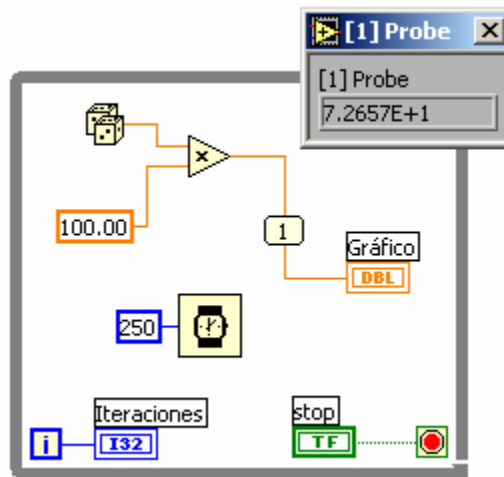 [1] Probe
[1] Probe
7.2657E+1
100.00
1
Gráfico
DBL
250
Iteraciones
i
I32
stop
TF